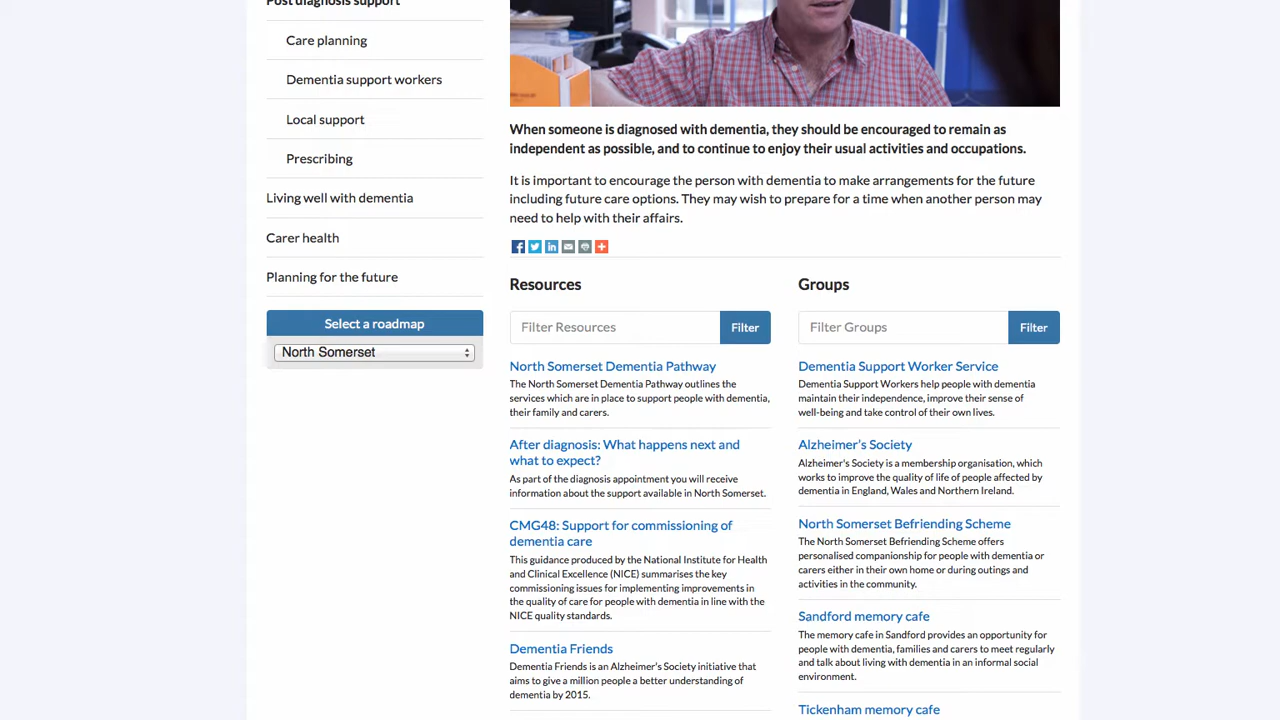 Post diagnosis support
Care planning
Dementia support workers
Local support
Prescribing
Living well with dementia
Carer health
Planning for the future
Select a roadmap
North Somerset
When someone is diagnosed with dementia, they should be encouraged to remain as
independent as possible, and to continue to enjoy their usual activities and occupations.
It is important to encourage the person with dementia to make arrangements for the future
including future care options. They may wish to prepare for a time when another person may
need to help with their affairs.
Resources
Filter Resources
Filter
North Somerset Dementia Pathway
The North Somerset Dementia Pathway outlines the
services which are in place to support people with dementia,
their family and carers.
After diagnosis: What happens next and
what to expect?
As part of the diagnosis appointment you will receive
information about the support available in North Somerset.
CMG48: Support for commissioning of
dementia care
This guidance produced by the National Institute for Health
and Clinical Excellence (NICE) summarises the key
commissioning issues for implementing improvements in
the quality of care for people with dementia in line with the
NICE quality standards.
Dementia Friends
Dementia Friends is an Alzheimer's Society initiative that
aims to give a million people a better understanding of
dementia by 2015.
Groups
Filter Groups
Filter
Dementia Support Worker Service
Dementia Support Workers help people with dementia
maintain their independence, improve their sense of
well-being and take control of their own lives.
Alzheimer's Society
Alzheimer's Society is a membership organisation, which
works to improve the quality of life of people affected by
dementia in England, Wales and Northern Ireland.
North Somerset Befriending Scheme
The North Somerset Befriending Scheme offers
personalised companionship for people with dementia or
carers either in their own home or during outings and
activities in the community.
Sandford memory cafe
The memory cafe in Sandford provides an opportunity for
people with dementia, families and carers to meet regularly
and talk about living with dementia in an informal social
environment.
Tickenham memory cafe